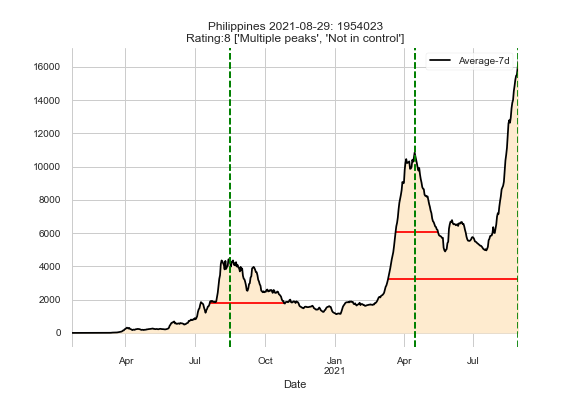 Philippines 2021-08-29: 1954023
Rating:8 ['Multiple peaks', 'Not in control']
Average-7d
16000
14000
12000
10000
8000
6000
4000
2000
0
Apr Jul Oct Jan Apr Jul
2021
Date